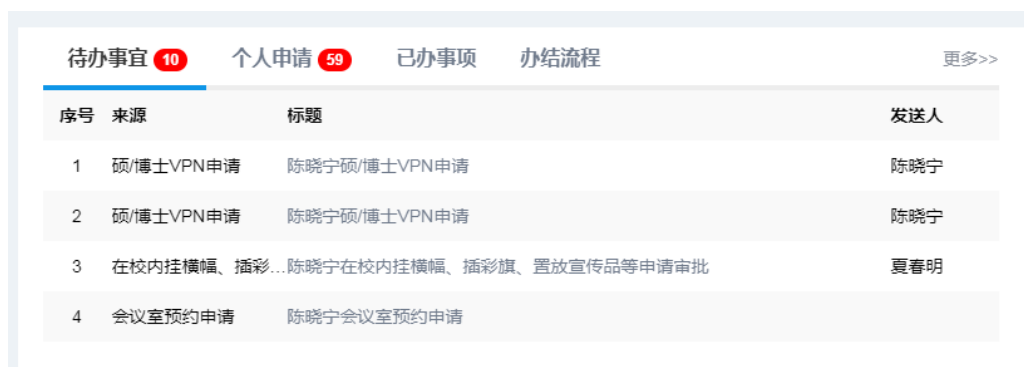 待办事宜 10 个人申请 59 已办事项 办结流程 更多>>
序号 来源 标题 发送人
1 硕/博士VPN申请 陈晓宁硕/博士VPN申请 陈晓宁
2 硕/博士VPN申请 陈晓宁硕/博士VPN申请 陈晓宁
3 在校内挂横幅、插彩... 陈晓宁在校内挂横幅、插彩旗、置放宣传品等申请审批 夏春明
4 会议室预约申请 陈晓宁会议室预约申请